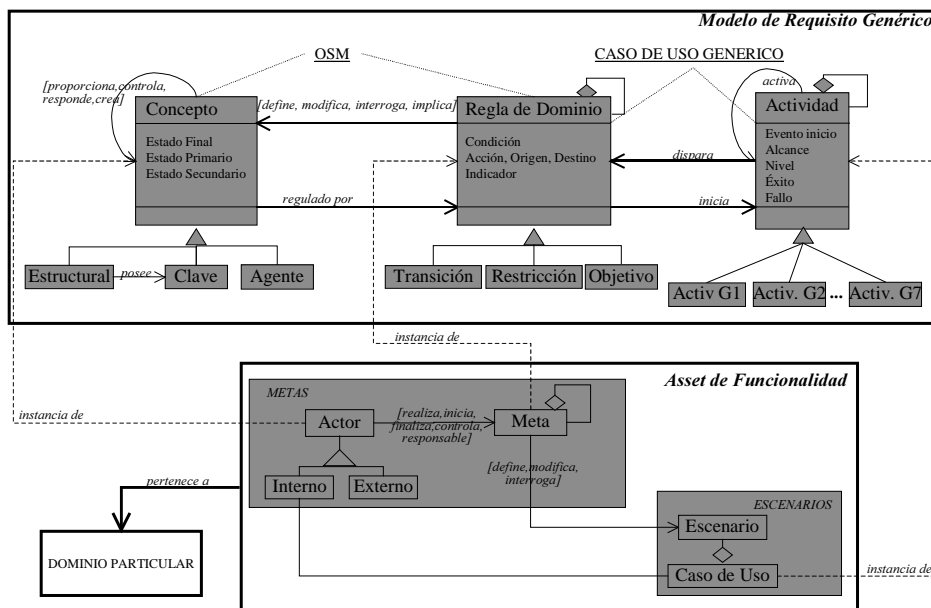 Modelo de Requisito Genérico
OSM
CASO DE USO GENERICO
[proporciona,controla,
responde,crea]
activa
Concepto
[define, modifica, interroga, implica]
Regla de Dominio
Actividad
Estado Final
Estado Primario
Estado Secundario
Condición
Acción, Origen, Destino
Indicador
Evento inicio
Alcance
Nivel
Éxito
Fallo
dispara
regulado por
inicia
Estructural
posee
Clave
Agente
Transición
Restricción
Objetivo
Activ G1
Activ. G2
...
Activ. G7
instancia de
Asset de Funcionalidad
METAS
instancia de
Actor
[realiza,inicia,
finaliza,controla,
responsable]
Meta
[define,modifica,
interroga]
Interno
Externo
pertenece a
ESCENARIOS
Escenario
DOMINIO PARTICULAR
Caso de Uso
instancia de